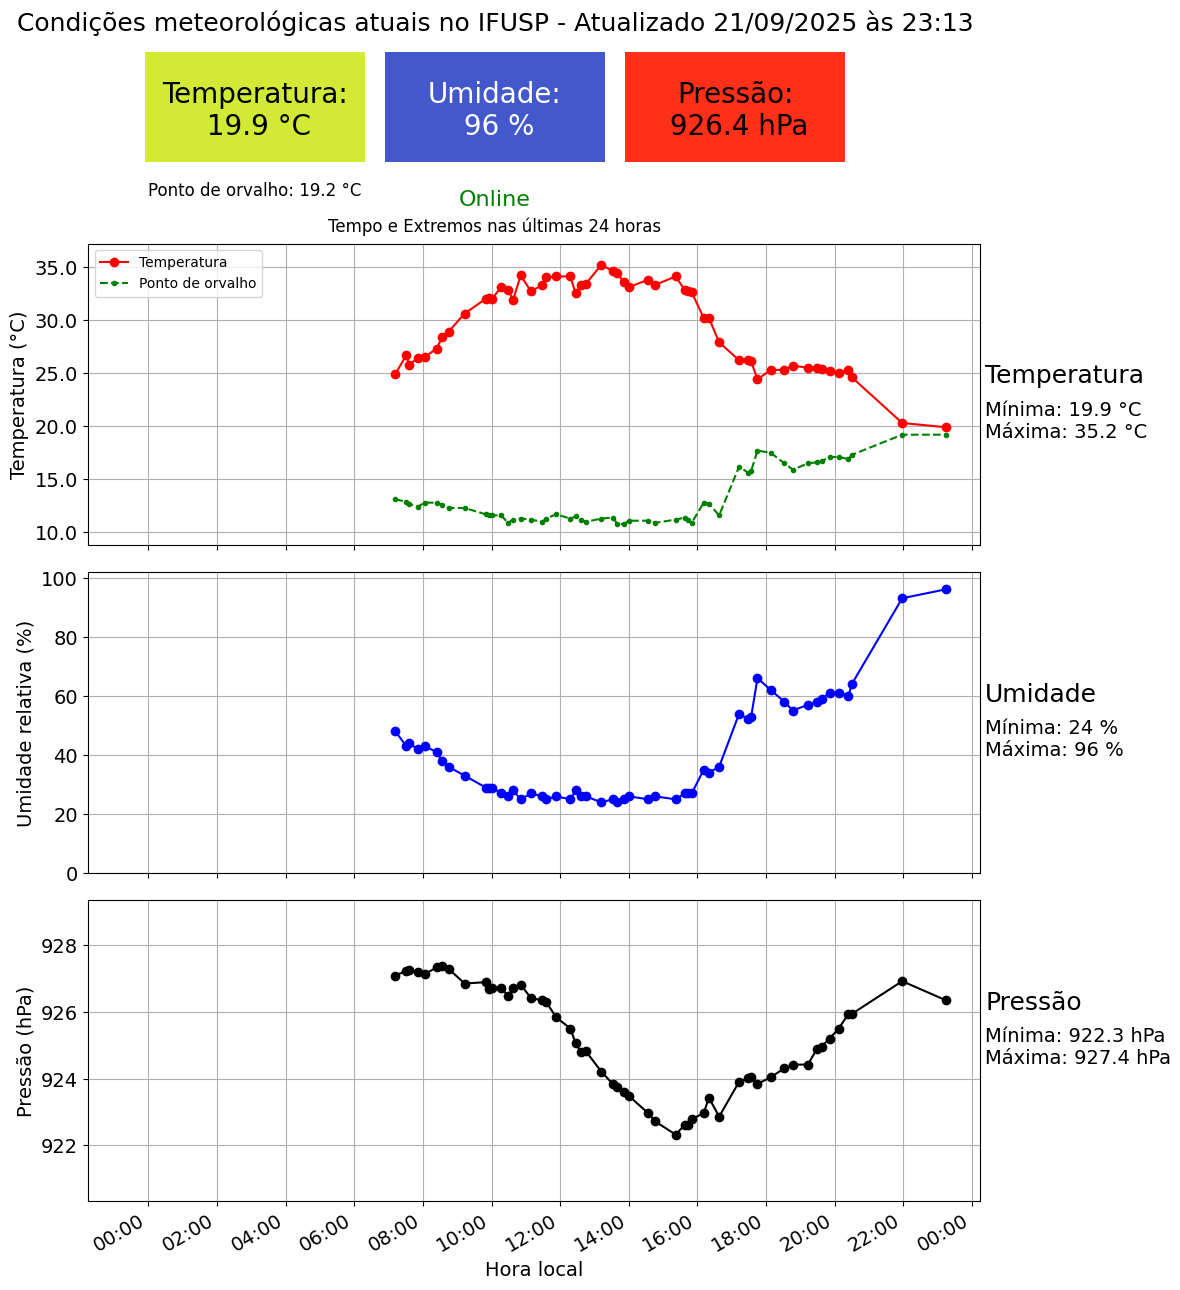 Condições meteorológicas atuais no IFUSP - Atualizado 21/09/2025 às 23:13
Temperatura:
19.9 °C
Umidade:
96 %
Pressão:
926.4 hPa
Ponto de orvalho: 19.2 °C
Online
Tempo e Extremos nas últimas 24 horas
Temperatura
Ponto de orvalho
Temperatura (°C)
35.0
30.0
25.0
20.0
15.0
10.0
Temperatura
Mínima: 19.9 °C
Máxima: 35.2 °C
Umidade relativa (%)
100
80
60
40
20
0
Umidade
Mínima: 24 %
Máxima: 96 %
Pressão (hPa)
928
926
924
922
Pressão
Mínima: 922.3 hPa
Máxima: 927.4 hPa
00:00
02:00
04:00
06:00
08:00
10:00
12:00
14:00
16:00
18:00
20:00
22:00
00:00
Hora local